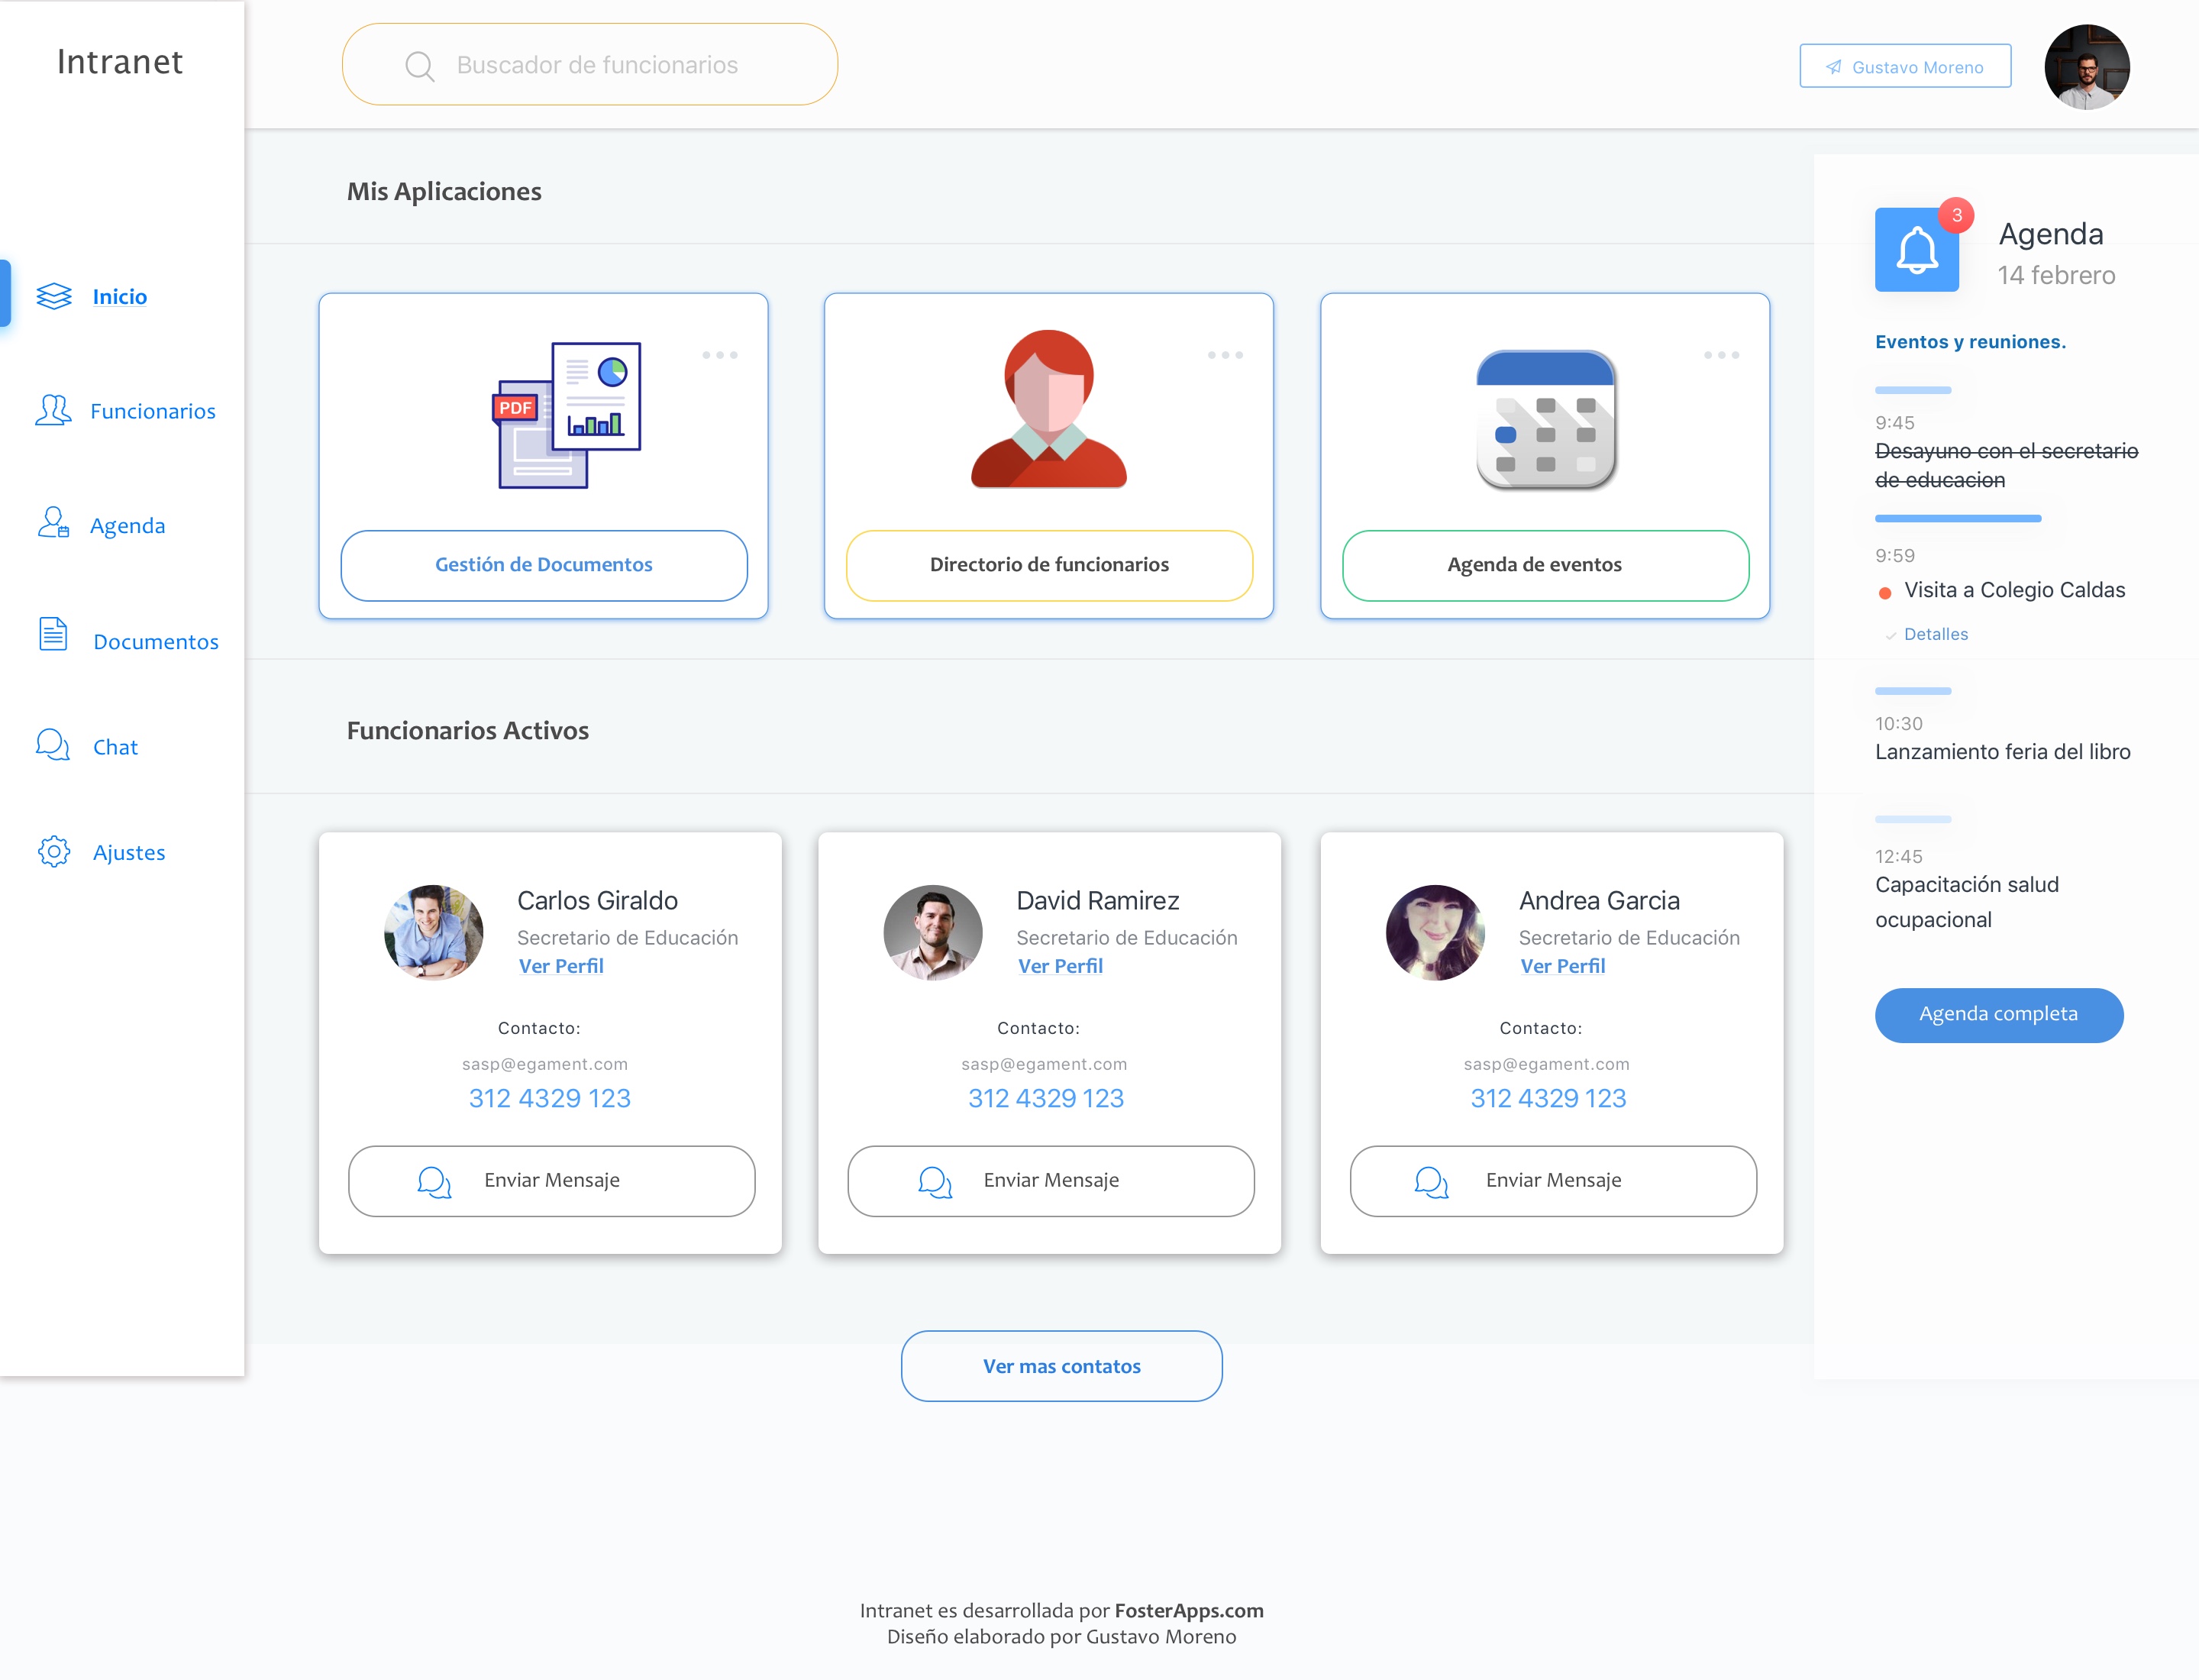 Intranet
Buscador de funcionarios
Gustavo Moreno
Inicio
Funcionarios
Agenda
Documentos
Chat
Ajustes
Mis Aplicaciones
PDF
Gestión de Documentos
Directorio de funcionarios
Agenda de eventos
Funcionarios Activos
Carlos Giraldo
Secretario de Educación
Ver Perfil
Contacto:
sasp@egament.com
312 4329 123
Enviar Mensaje
David Ramirez
Secretario de Educación
Ver Perfil
Contacto:
sasp@egament.com
312 4329 123
Enviar Mensaje
Andrea Garcia
Secretario de Educación
Ver Perfil
Contacto:
sasp@egament.com
312 4329 123
Enviar Mensaje
Ver mas contatos
3
Agenda
14 febrero
Eventos y reuniones.
9:45
Desayuno con el secretario
de educacion
9:59
Visita a Colegio Caldas
Detalles
10:30
Lanzamiento feria del libro
12:45
Capacitación salud
ocupacional
Agenda completa
Intranet es desarrollada por FosterApps.com
Diseño elaborado por Gustavo Moreno